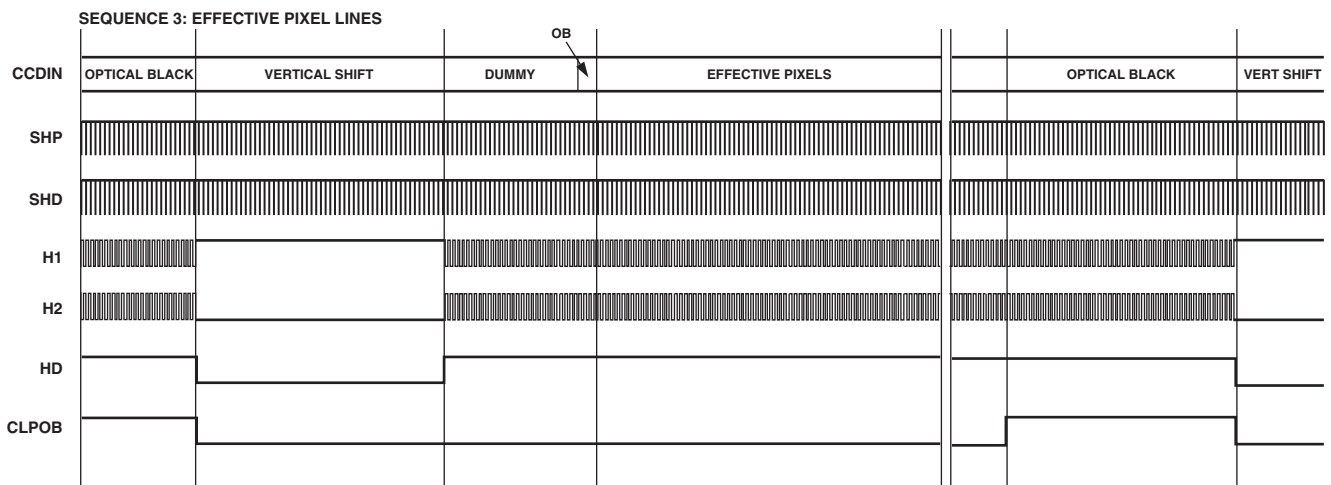 SEQUENCE 3: EFFECTIVE PIXEL LINES
OB
CCDIN OPTICAL BLACK VERTICAL SHIFT DUMMY EFFECTIVE PIXELS OPTICAL BLACK VERT SHIFT
SHP
SHD
H1
H2
HD
CLPOB